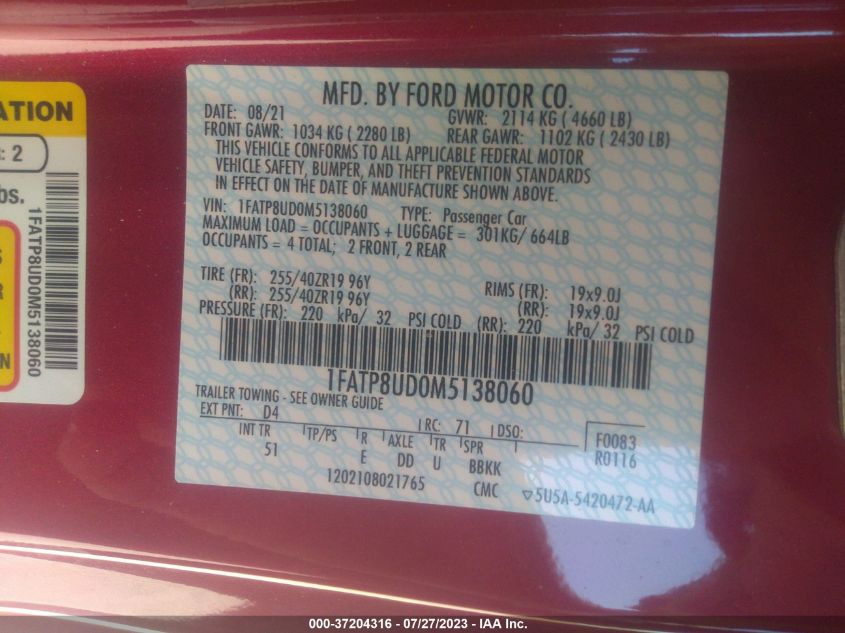 ATION
: 2
bs.
1FATP8UD0M5138060
S
R
.
N
MFD. BY FORD MOTOR CO.
DATE: 08/21 GVWR: 2114 KG ( 4660 LB)
FRONT GAWR: 1034 KG ( 2280 LB) REAR GAWR: 1102 KG ( 2430 LB)
THIS VEHICLE CONFORMS TO ALL APPLICABLE FEDERAL MOTOR
VEHICLE SAFETY, BUMPER, AND THEFT PREVENTION STANDARDS
IN EFFECT ON THE DATE OF MANUFACTURE SHOWN ABOVE.
VIN: 1FATP8UD0M5138060 TYPE: Passenger Car
MAXIMUM LOAD = OCCUPANTS + LUGGAGE = 301KG/ 664LB
OCCUPANTS = 4 TOTAL; 2 FRONT, 2 REAR
TIRE (FR): 255/40ZR19 96Y RIMS (FR): 19x9.0J
(RR): 255/40ZR19 96Y (RR): 19x9.0J
PRESSURE (FR): 220 kPa/ 32 PSI COLD (RR): 220 kPa/ 32 PSI COLD
1FATP8UD0M5138060
TRAILER TOWING - SEE OWNER GUIDE
EXT PNT: D4 RC: 71 DSO: F0083
INT TR TP/PS R AXLE TR SPR R0116
51 E DD U BBKK
1202108021765 CMC 5U5A-5420472-AA
000-37204316 - 07/27/2023 - IAA Inc.